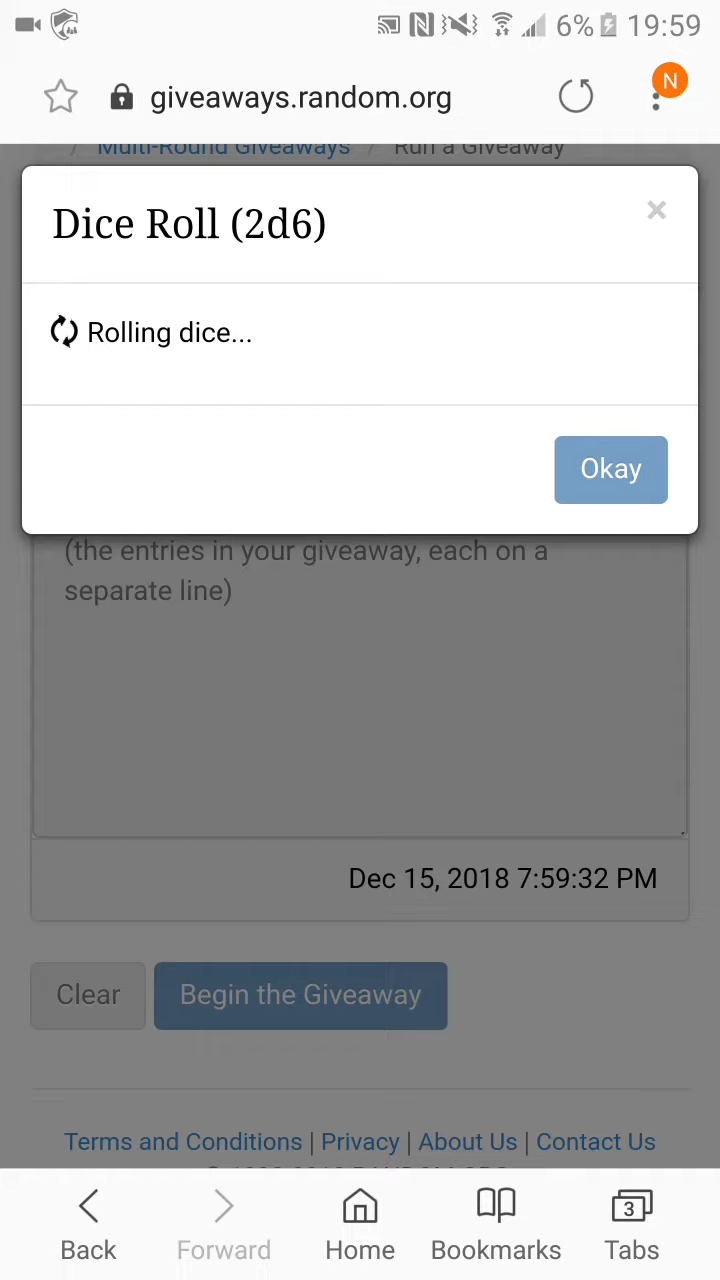 6% 19:59
giveaways.random.org
N
/ Multi-Round Giveaways / Run a Giveaway
Dice Roll (2d6)
×
Rolling dice...
Okay
(the entries in your giveaway, each on a
separate line)
Dec 15, 2018 7:59:32 PM
Clear Begin the Giveaway
Terms and Conditions | Privacy | About Us | Contact Us
3
Back Forward Home Bookmarks Tabs